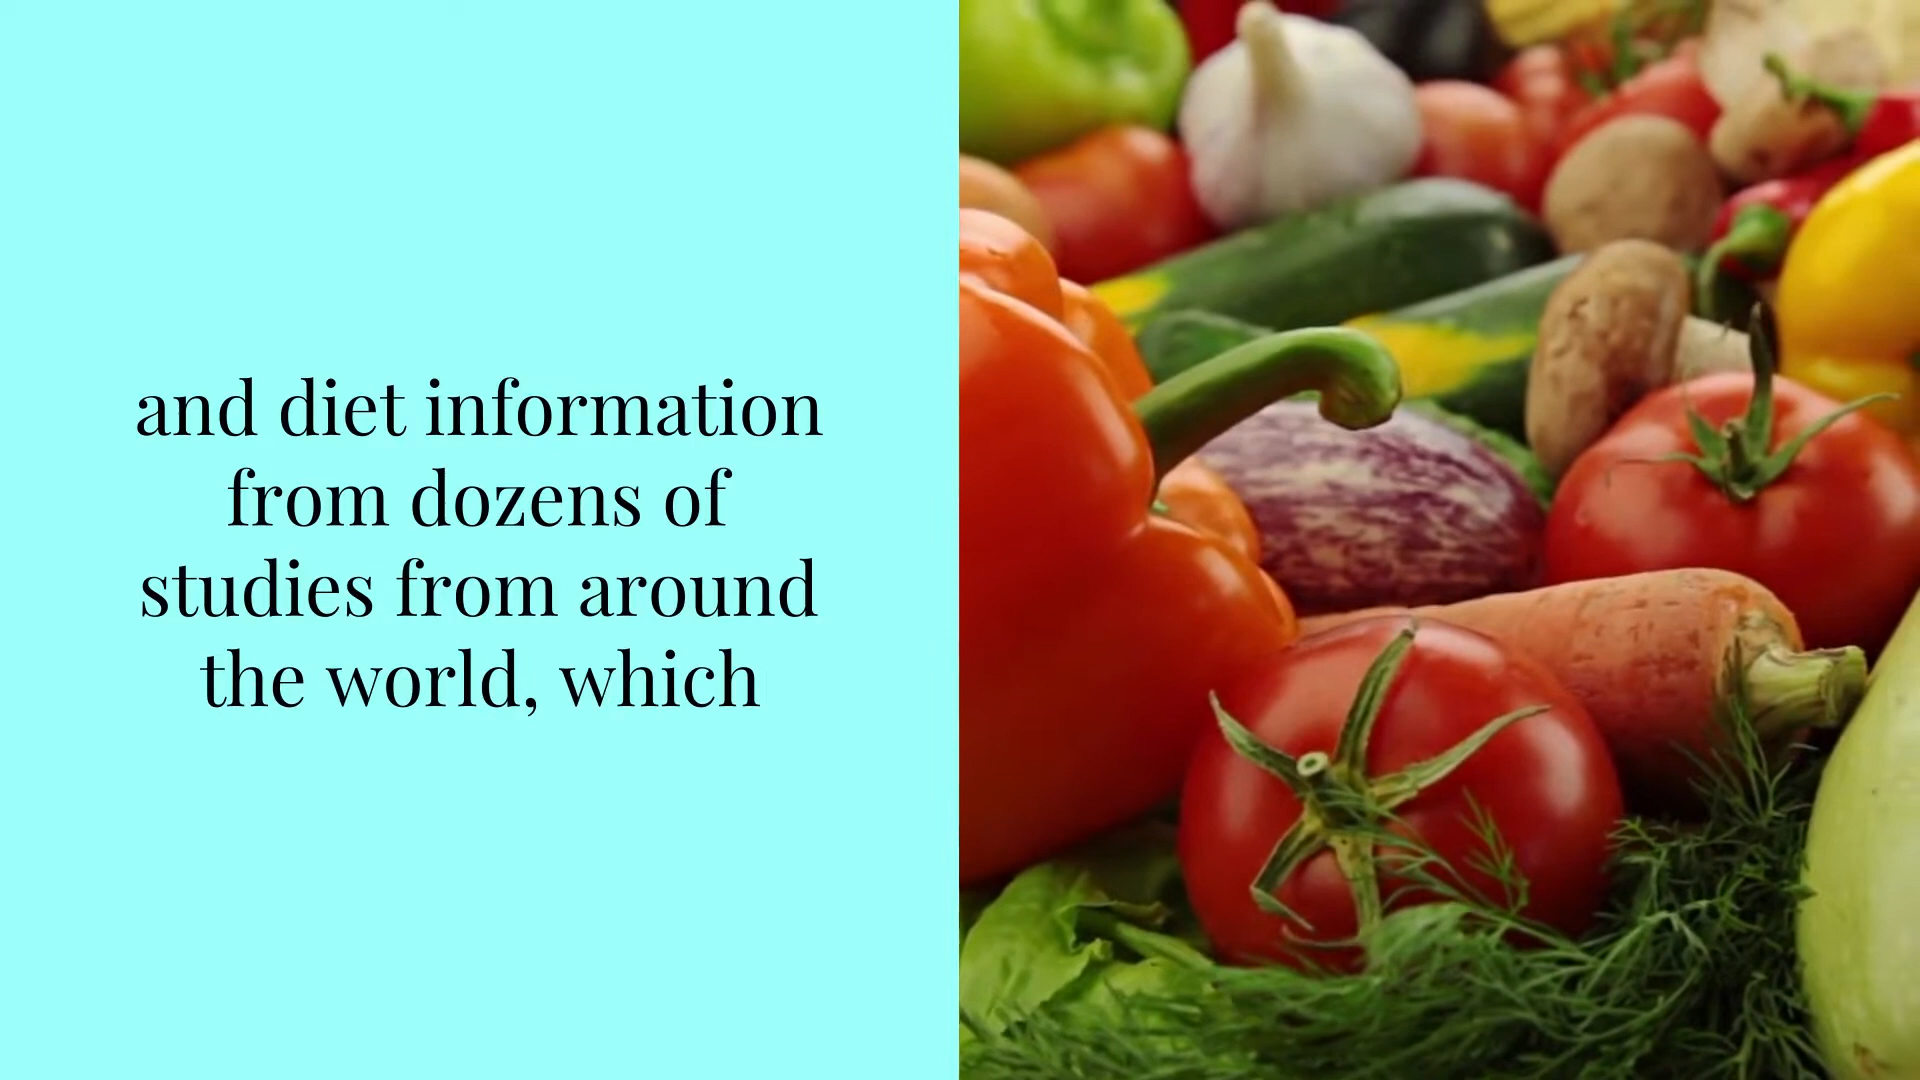 and diet information
from dozens of
studies from around
the world, which